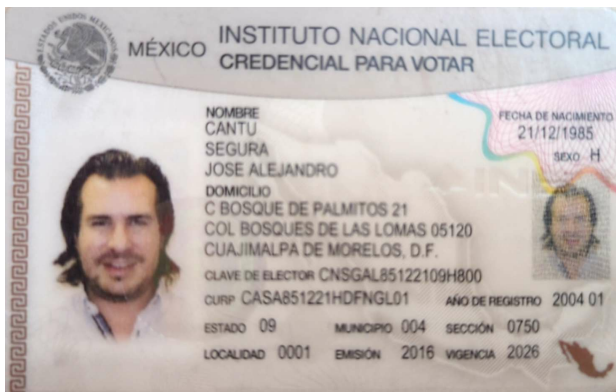 MÉXICO INSTITUTO NACIONAL ELECTORAL
CREDENCIAL PARA VOTAR
NOMBRE
CANTU
SEGURA
JOSE ALEJANDRO
FECHA DE NACIMIENTO
21/12/1985
SEXO H
DOMICILIO
C BOSQUE DE PALMITOS 21
COL BOSQUES DE LAS LOMAS 05120
CUAJIMALPA DE MORELOS, D.F.
CLAVE DE ELECTOR CNSGAL85122109H800
CURP CASA851221HDFNGL01 AÑO DE REGISTRO 2004 01
ESTADO 09 MUNICIPIO 004 SECCIÓN 0750
LOCALIDAD 0001 EMISIÓN 2016 VIGENCIA 2026